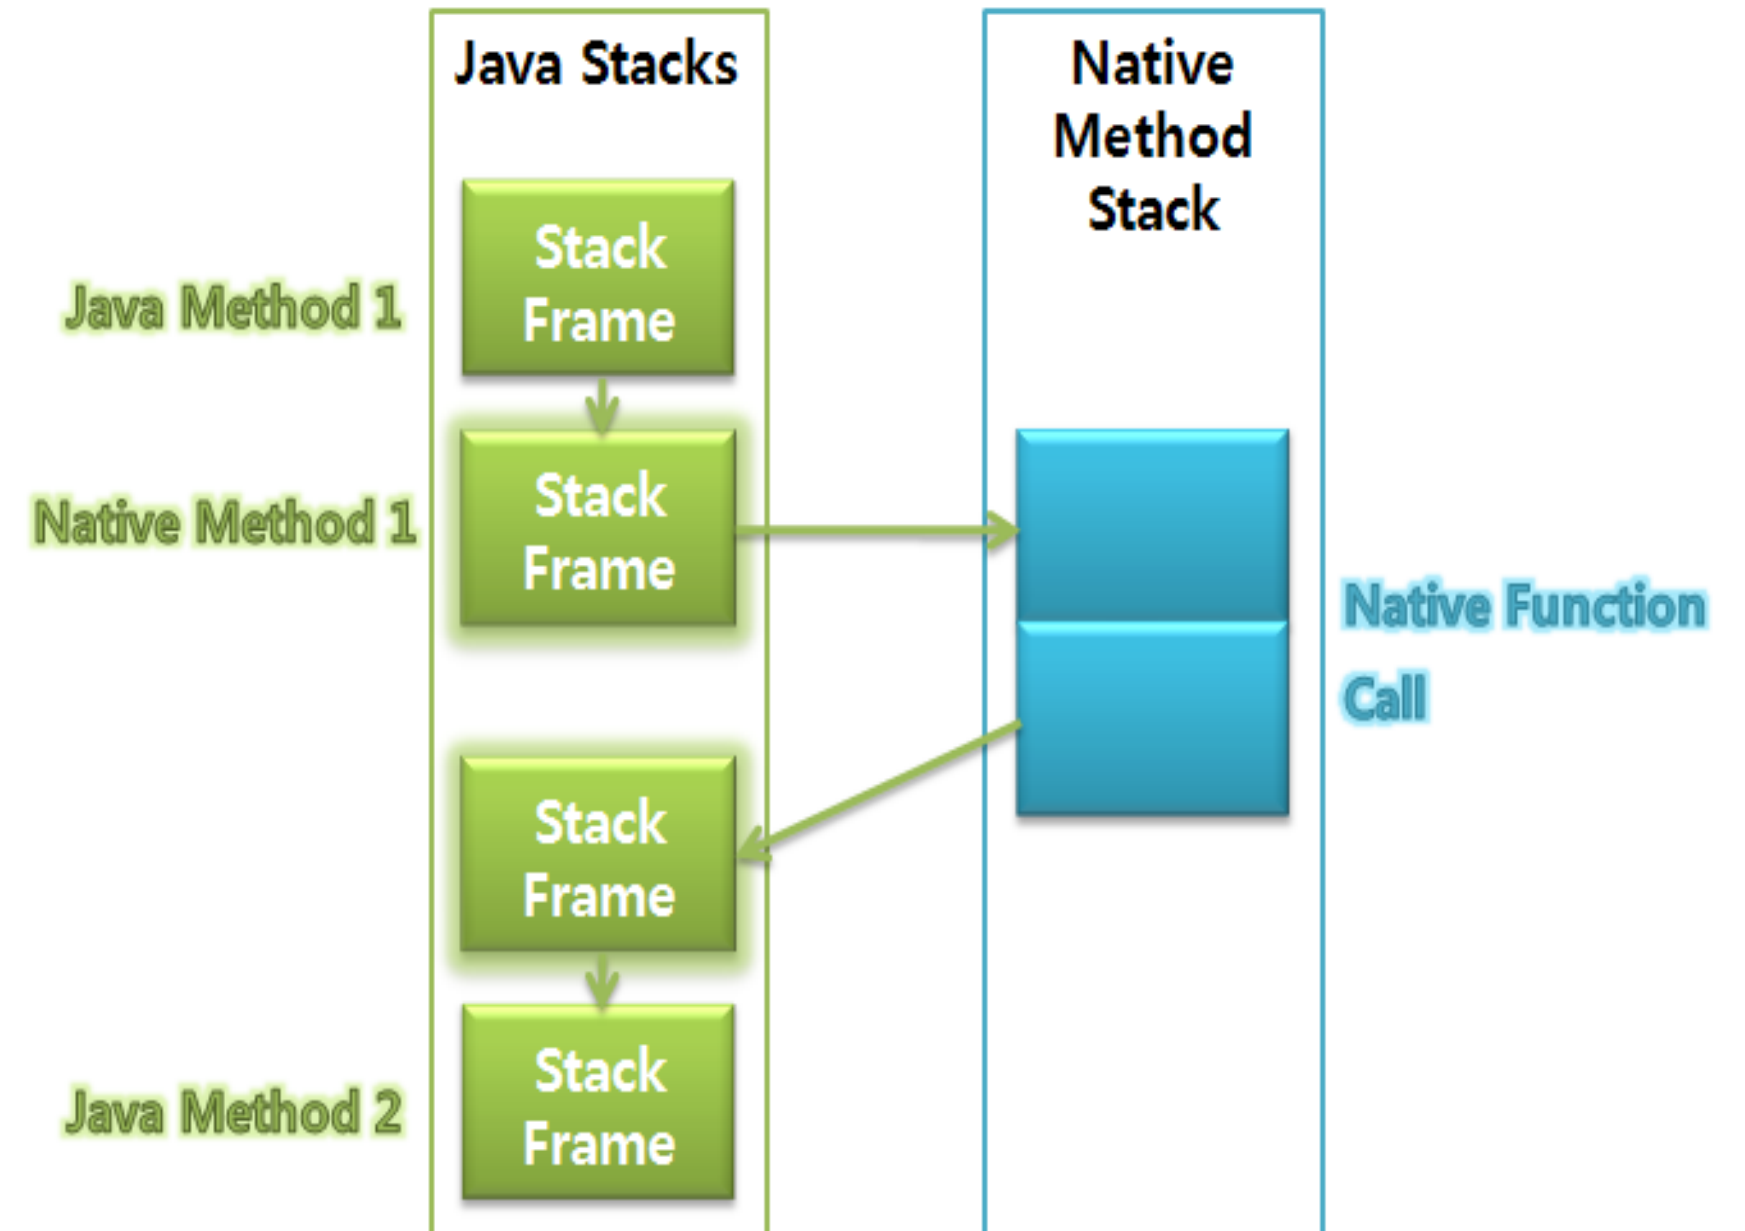 Java Stacks
Native
Method
Stack
Stack
Frame
Java Method 1
Stack
Frame
Native Method 1
Native Function
Call
Stack
Frame
Stack
Frame
Java Method 2